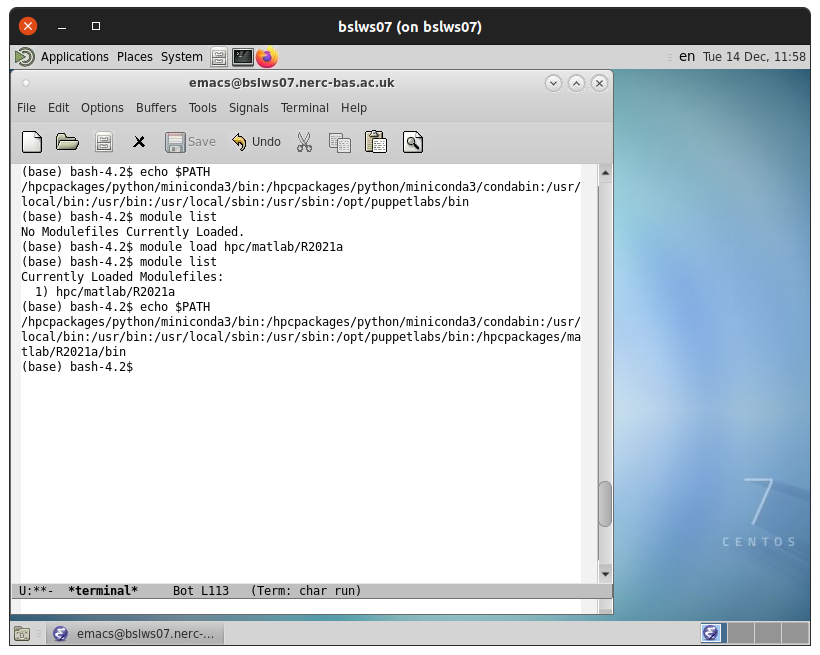 bslws07 (on bslws07)
Applications Places System en Tue 14 Dec, 11:58
emacs@bslws07.nerc-bas.ac.uk
File Edit Options Buffers Tools Signals Terminal Help
Save Undo
(base) bash-4.2$ echo $PATH
/hpcpackages/python/miniconda3/bin:/hpcpackages/python/miniconda3/condabin:/usr/
local/bin:/usr/bin:/usr/local/sbin:/usr/sbin:/opt/puppetlabs/bin
(base) bash-4.2$ module list
No Modulefiles Currently Loaded.
(base) bash-4.2$ module load hpc/matlab/R2021a
(base) bash-4.2$ module list
Currently Loaded Modulefiles:
  1) hpc/matlab/R2021a
(base) bash-4.2$ echo $PATH
/hpcpackages/python/miniconda3/bin:/hpcpackages/python/miniconda3/condabin:/usr/
local/bin:/usr/bin:/usr/local/sbin:/usr/sbin:/opt/puppetlabs/bin:/hpcpackages/ma
tlab/R2021a/bin
(base) bash-4.2$
7
CENTOS
U:**-  *terminal*     Bot L113   (Term: char run)
emacs@bslws07.nerc-...